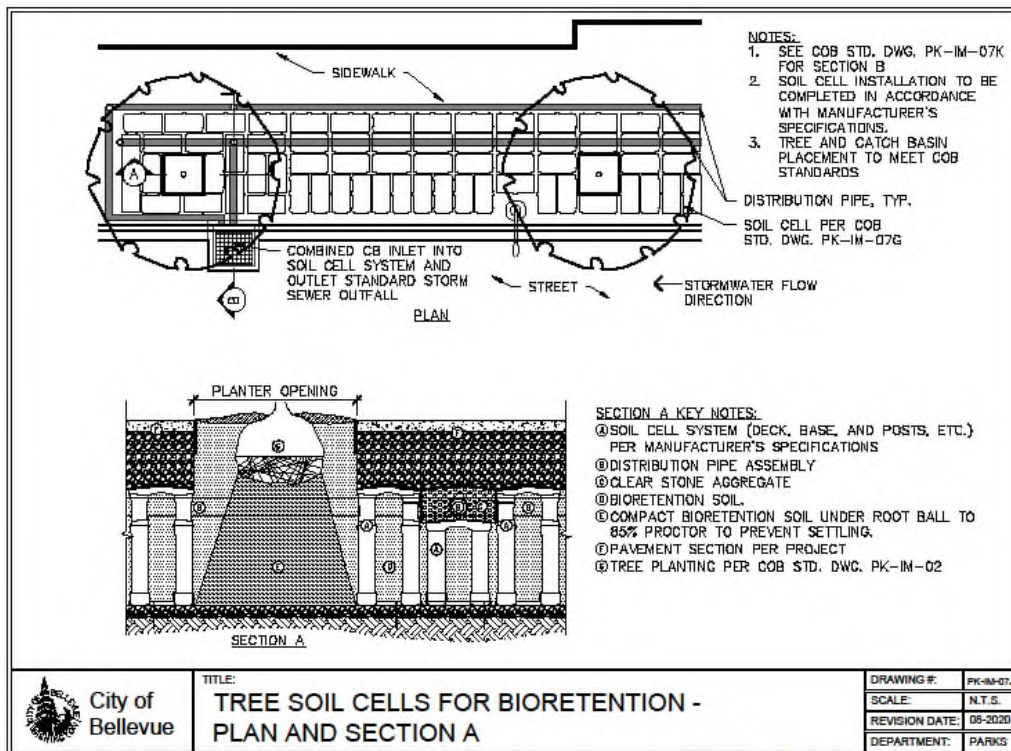 NOTES:
1. SEE COB STD. DWG. PK-IM-07K
FOR SECTION B
2. SOIL CELL INSTALLATION TO BE
COMPLETED IN ACCORDANCE
WITH MANUFACTURER'S
SPECIFICATIONS.
3. TREE AND CATCH BASIN
PLACEMENT TO MEET COB
STANDARDS
SIDEWALK
A
DISTRIBUTION PIPE, TYP.
SOIL CELL PER COB
STD. DWG. PK-IM-07G
COMBINED CB INLET INTO
SOIL CELL SYSTEM AND
OUTLET STANDARD STORM
SEWER OUTFALL
B
STREET
STORMWATER FLOW
DIRECTION
PLAN
PLANTER OPENING
SECTION A KEY NOTES:
Ⓐ SOIL CELL SYSTEM (DECK, BASE, AND POSTS, ETC.)
PER MANUFACTURER'S SPECIFICATIONS
Ⓑ DISTRIBUTION PIPE ASSEMBLY
Ⓒ CLEAR STONE AGGREGATE
Ⓓ BIORETENTION SOIL.
Ⓔ COMPACT BIORETENTION SOIL UNDER ROOT BALL TO
85% PROCTOR TO PREVENT SETTLING.
Ⓕ PAVEMENT SECTION PER PROJECT
Ⓖ TREE PLANTING PER COB STD. DWG. PK-IM-02
SECTION A
City of
Bellevue
TITLE:
TREE SOIL CELLS FOR BIORETENTION -
PLAN AND SECTION A
DRAWING #: PK-IM-07J
SCALE: N.T.S.
REVISION DATE: 08-2020
DEPARTMENT: PARKS